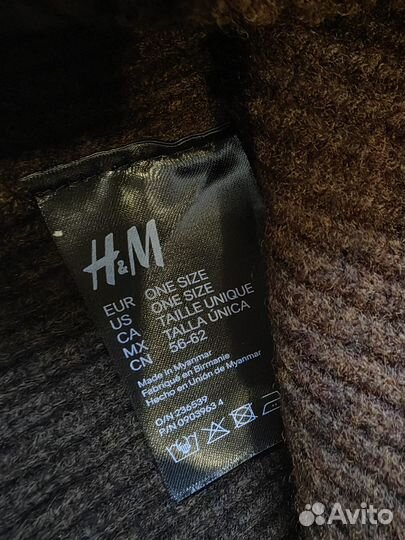 H&M
EUR ONE SIZE
US ONE SIZE
CA TAILLE UNIQUE
MX TALLA ÚNICA
CN 56-62
Made in Myanmar
Fabriqué en Birmanie
Hecho en Unión de Myanmar
O/N 236539
P/N 0903963 4
Avito